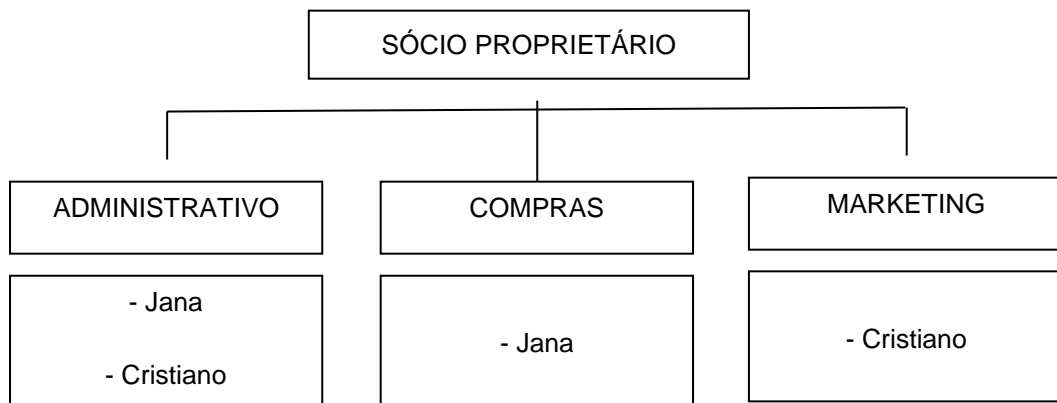 SÓCIO PROPRIETÁRIO
ADMINISTRATIVO
COMPRAS
MARKETING
- Jana
- Cristiano
- Jana
- Cristiano